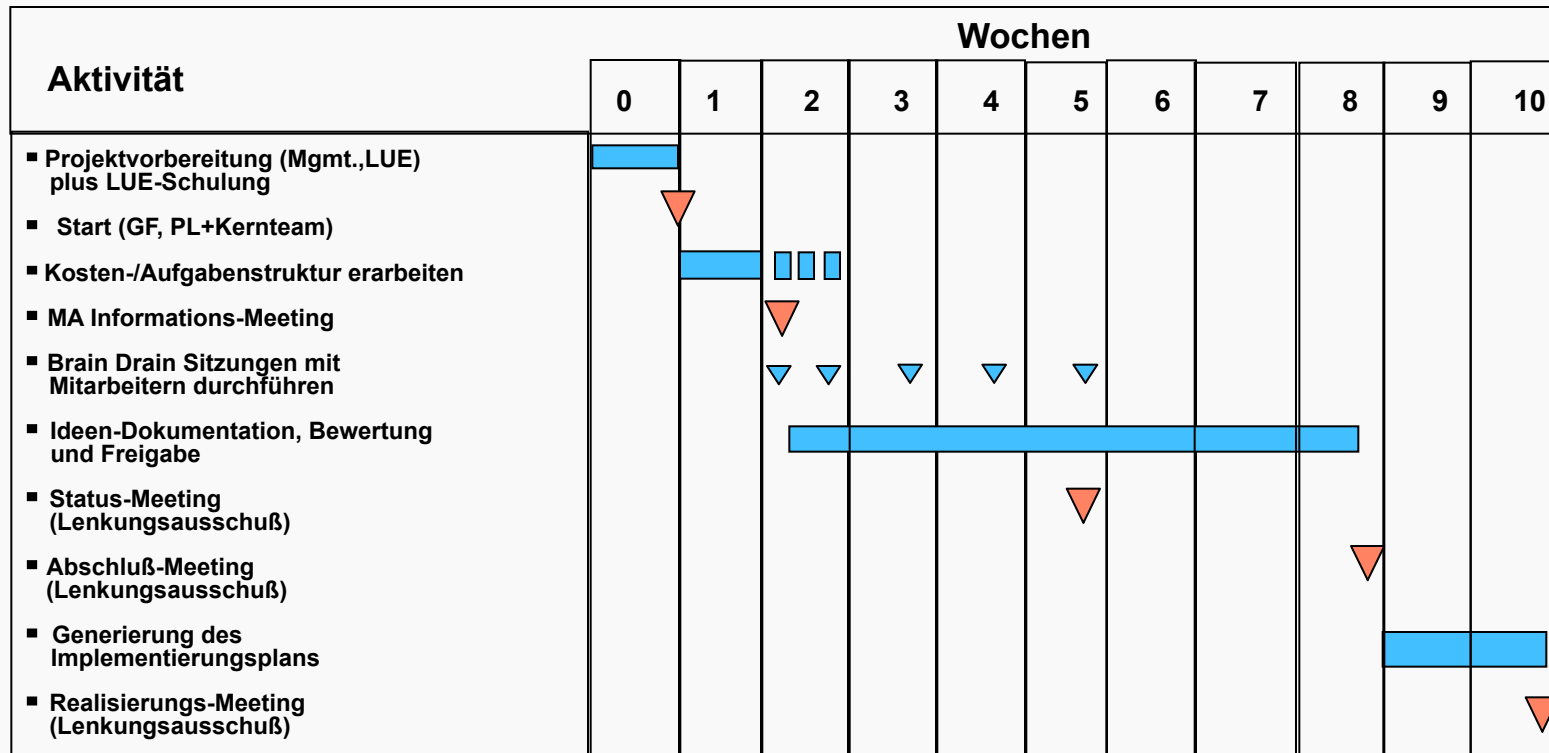 Wochen
Aktivität
0 1 2 3 4 5 6 7 8 9 10
▪ Projektvorbereitung (Mgmt.,LUE)
plus LUE-Schulung
▪ Start (GF, PL+Kernteam)
▪ Kosten-/Aufgabenstruktur erarbeiten
▪ MA Informations-Meeting
▪ Brain Drain Sitzungen mit
Mitarbeitern durchführen
▪ Ideen-Dokumentation, Bewertung
und Freigabe
▪ Status-Meeting
(Lenkungsausschuß)
▪ Abschluß-Meeting
(Lenkungsausschuß)
▪ Generierung des
Implementierungsplans
▪ Realisierungs-Meeting
(Lenkungsausschuß)